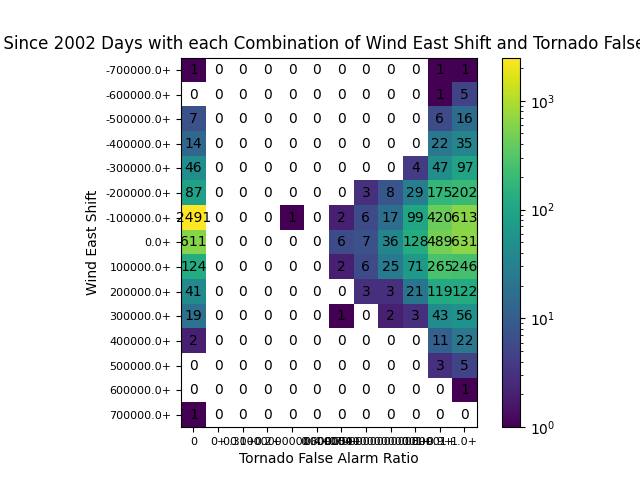 Since 2002 Days with each Combination of Wind East Shift and Tornado False
-700000.0+ 1 0 0 0 0 0 0 0 0 0 1 1
-600000.0+ 0 0 0 0 0 0 0 0 0 0 1 5
-500000.0+ 7 0 0 0 0 0 0 0 0 0 6 16
-400000.0+ 14 0 0 0 0 0 0 0 0 0 22 35
-300000.0+ 46 0 0 0 0 0 0 0 0 4 47 97
-200000.0+ 87 0 0 0 0 0 0 3 8 29 175 202
-100000.0+ 2491 0 0 0 1 0 2 6 17 99 420 613
0.0+ 611 0 0 0 0 0 6 7 36 128 489 631
100000.0+ 124 0 0 0 0 0 2 6 25 71 265 246
200000.0+ 41 0 0 0 0 0 0 3 3 21 119 122
300000.0+ 19 0 0 0 0 0 1 0 2 3 43 56
400000.0+ 2 0 0 0 0 0 0 0 0 0 11 22
500000.0+ 0 0 0 0 0 0 0 0 0 0 3 5
600000.0+ 0 0 0 0 0 0 0 0 0 0 0 1
700000.0+ 1 0 0 0 0 0 0 0 0 0 0 0
0 1.0+
Tornado False Alarm Ratio
Wind East Shift
10³
10²
10¹
10⁰